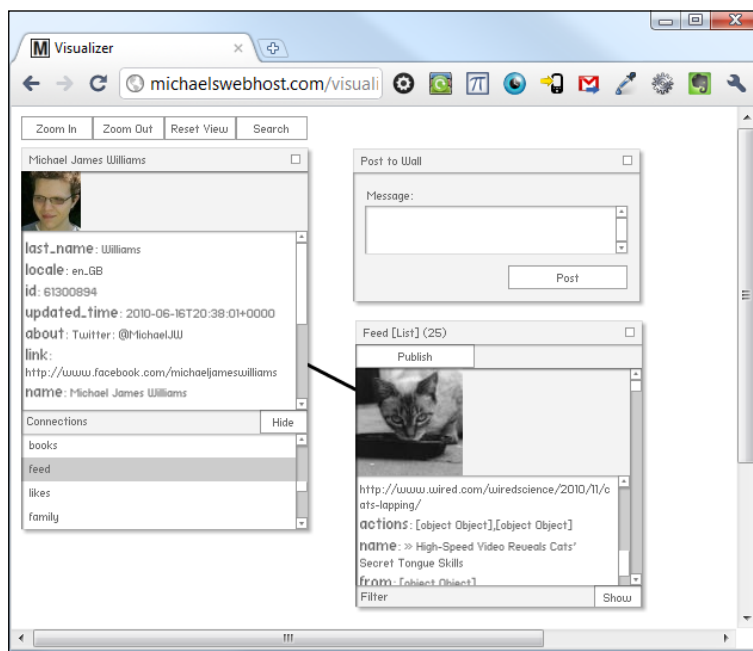 Visualizer
michaelswebhost.com/visuali
Zoom In Zoom Out Reset View Search
Michael James Williams
last_name: Williams
locale: en_GB
id: 61300894
updated_time: 2010-06-16T20:38:01+0000
about: Twitter: @MichaelJW
link:
http://www.facebook.com/michaeljameswilliams
name: Michael James Williams
Connections Hide
books
feed
likes
family
Post to Wall
Message:
Post
Feed [List] (25)
Publish
http://www.wired.com/wiredscience/2010/11/c
ats-lapping/
actions: [object Object],[object Object]
name: » High-Speed Video Reveals Cats'
Secret Tongue Skills
from: [object Object]
Filter Show